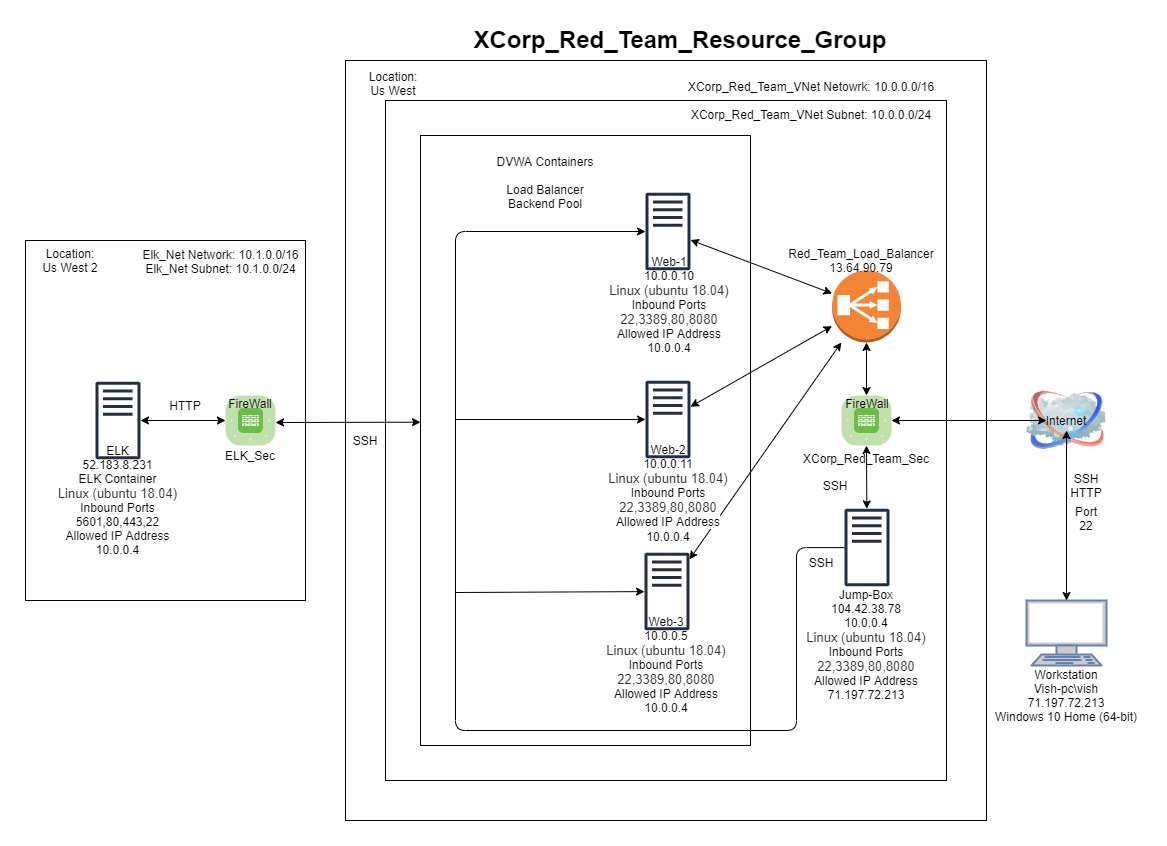 XCorp_Red_Team_Resource_Group
Location:
Us West
XCorp_Red_Team_VNet Netowrk: 10.0.0.0/16
XCorp_Red_Team_VNet Subnet: 10.0.0.0/24
DVWA Containers
Load Balancer
Backend Pool
Location:
Us West 2
Elk_Net Network: 10.1.0.0/16
Elk_Net Subnet: 10.1.0.0/24
ELK
52.183.8.231
ELK Container
Linux (ubuntu 18.04)
Inbound Ports
5601,80,443,22
Allowed IP Address
10.0.0.4
HTTP
FireWall
ELK_Sec
SSH
Web-1
10.0.0.10
Linux (ubuntu 18.04)
Inbound Ports
22,3389,80,8080
Allowed IP Address
10.0.0.4
Web-2
10.0.0.11
Linux (ubuntu 18.04)
Inbound Ports
22,3389,80,8080
Allowed IP Address
10.0.0.4
Web-3
10.0.0.5
Linux (ubuntu 18.04)
Inbound Ports
22,3389,80,8080
Allowed IP Address
10.0.0.4
Red_Team_Load_Balancer
13.64.90.79
FireWall
XCorp_Red_Team_Sec
SSH
SSH
Jump-Box
104.42.38.78
10.0.0.4
Linux (ubuntu 18.04)
Inbound Ports
22,3389,80,8080
Allowed IP Address
71.197.72.213
Internet
SSH
HTTP
Port
22
Workstation
Vish-pc\vish
71.197.72.213
Windows 10 Home (64-bit)